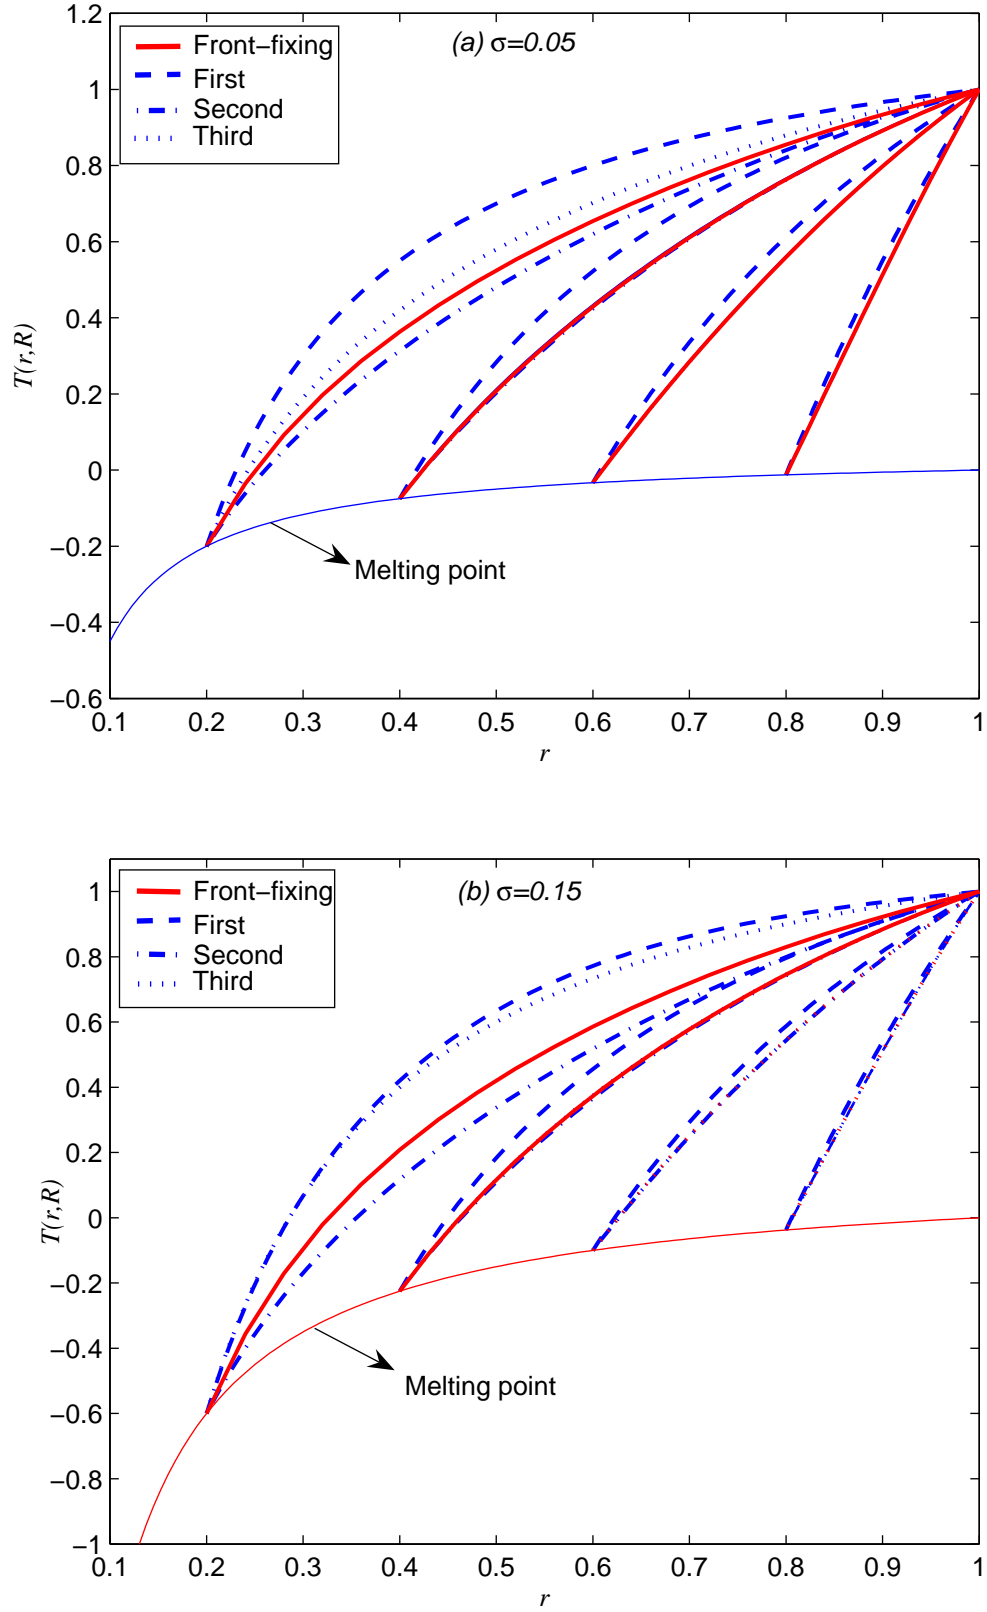 (a) σ=0.05
Front−fixing
First
Second
Third
1.2
1
0.8
0.6
0.4
0.2
0
−0.2
−0.4
−0.6
T(r,R)
Melting point
0.1 0.2 0.3 0.4 0.5 0.6 0.7 0.8 0.9 1
r
(b) σ=0.15
Front−fixing
First
Second
Third
1
0.8
0.6
0.4
0.2
0
−0.2
−0.4
−0.6
−0.8
−1
T(r,R)
Melting point
0.1 0.2 0.3 0.4 0.5 0.6 0.7 0.8 0.9 1
r